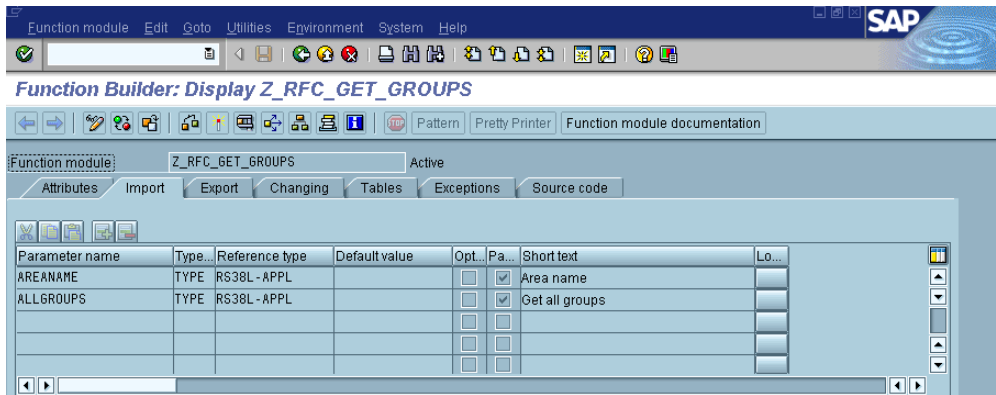 Function module Edit Goto Utilities Environment System Help
SAP
Function Builder: Display Z_RFC_GET_GROUPS
STOP Pattern Pretty Printer Function module documentation
Function module Z_RFC_GET_GROUPS Active
Attributes Import Export Changing Tables Exceptions Source code
Parameter name Type... Reference type Default value Opt... Pa... Short text Lo...
AREANAME TYPE RS38L-APPL Area name
ALLGROUPS TYPE RS38L-APPL Get all groups